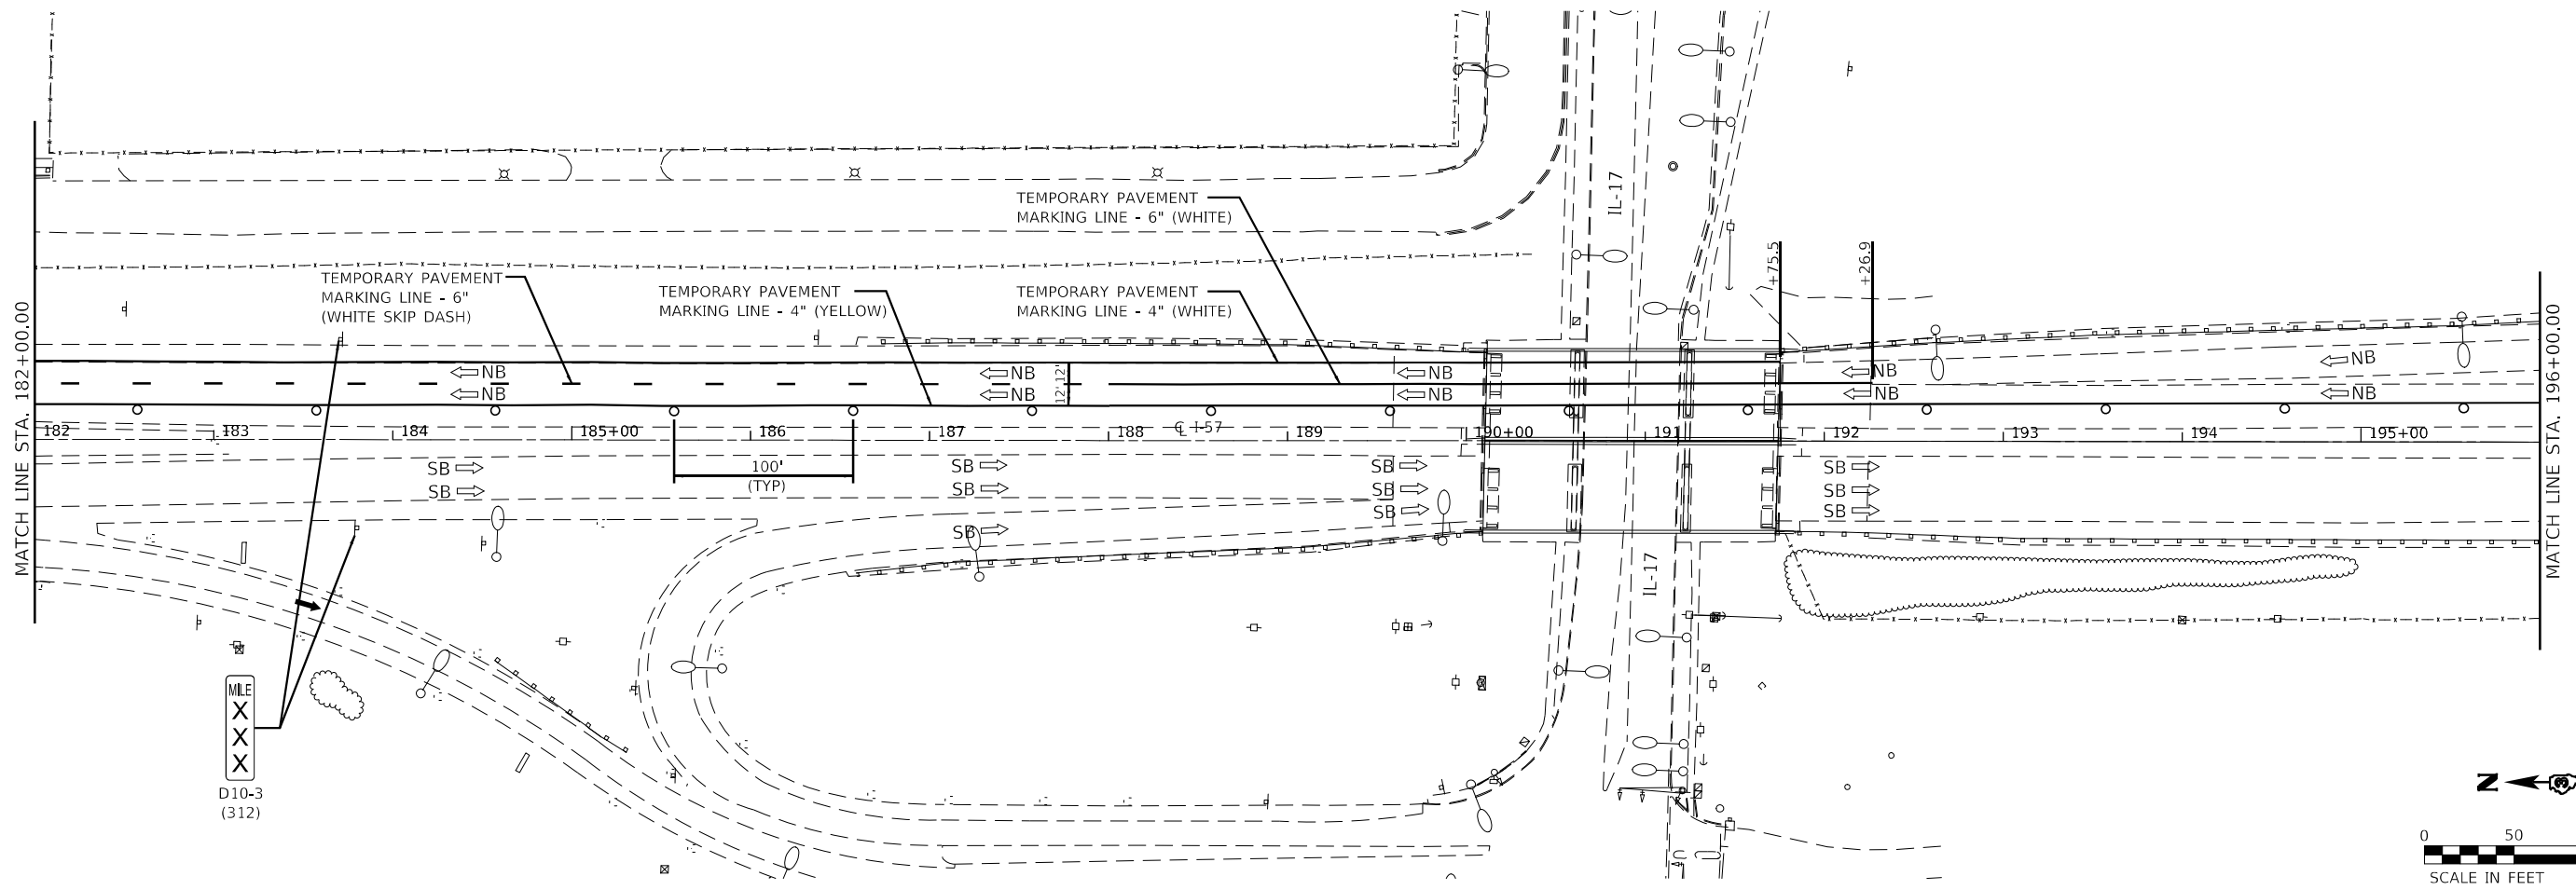 TEMPORARY PAVEMENT
MARKING LINE - 6" (WHITE)
IL-17
+75.5
+26.9
TEMPORARY PAVEMENT
MARKING LINE - 6"
(WHITE SKIP DASH)
TEMPORARY PAVEMENT
MARKING LINE - 4" (YELLOW)
TEMPORARY PAVEMENT
MARKING LINE - 4" (WHITE)
MATCH LINE STA. 182+00.00
MATCH LINE STA. 196+00.00
NB
NB
NB
NB
NB
NB
NB
NB
NB
NB
12' 12'
182
183
184
185+00
186
187
188
℄ I-57
189
190+00
191
192
193
194
195+00
SB
SB
SB
SB
SB
SB
SB
SB
SB
SB
SB
100'
(TYP)
IL-17
MILE
X
X
X
D10-3
(312)
N
0 50
SCALE IN FEET